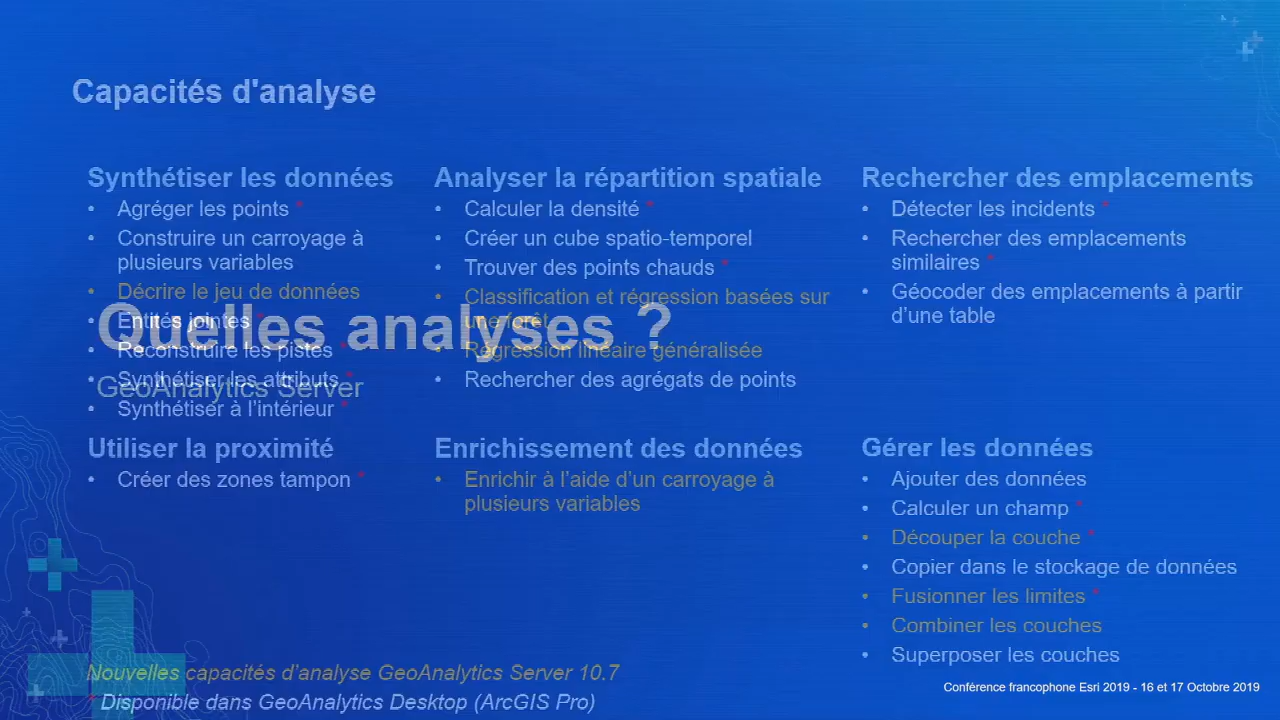 Capacités d'analyse
Synthétiser les données
• Agréger les points *
• Construire un carroyage à
plusieurs variables
• Décrire le jeu de données
• Entités jointes *
• Reconstruire les pistes *
• Synthétiser les attributs *
• Synthétiser à l'intérieur *
Analyser la répartition spatiale
• Calculer la densité *
• Créer un cube spatio-temporel
• Trouver des points chauds *
• Classification et régression basées sur
une forêt
• Régression linéaire généralisée
• Rechercher des agrégats de points
Rechercher des emplacements
• Détecter les incidents *
• Rechercher des emplacements
similaires *
• Géocoder des emplacements à partir
d'une table
Quelles analyses ?
GeoAnalytics Server
Utiliser la proximité
• Créer des zones tampon *
Enrichissement des données
• Enrichir à l'aide d'un carroyage à
plusieurs variables
Gérer les données
• Ajouter des données
• Calculer un champ *
• Découper la couche *
• Copier dans le stockage de données
• Fusionner les limites *
• Combiner les couches
• Superposer les couches
Nouvelles capacités d'analyse GeoAnalytics Server 10.7
* Disponible dans GeoAnalytics Desktop (ArcGIS Pro)
Conférence francophone Esri 2019 - 16 et 17 Octobre 2019